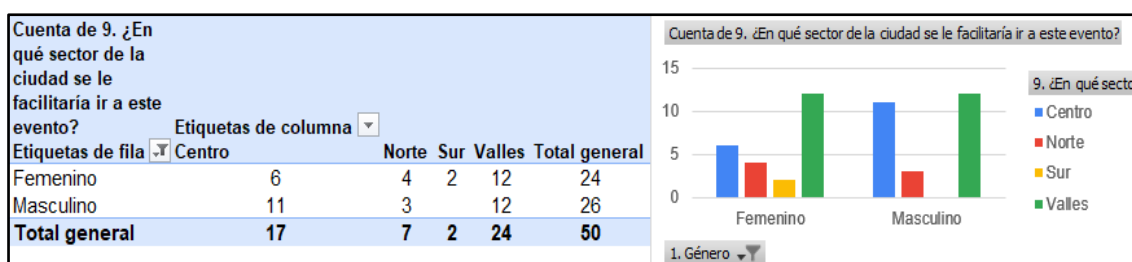 Cuenta de 9. ¿En
qué sector de la
ciudad se le
facilitaría ir a este
evento? Etiquetas de columna
Etiquetas de fila Centro Norte Sur Valles Total general
Femenino 6 4 2 12 24
Masculino 11 3 12 26
Total general 17 7 2 24 50
Cuenta de 9. ¿En qué sector de la ciudad se le facilitaría ir a este evento?
15
10
5
0
Femenino Masculino
9. ¿En qué secto
Centro
Norte
Sur
Valles
1. Género